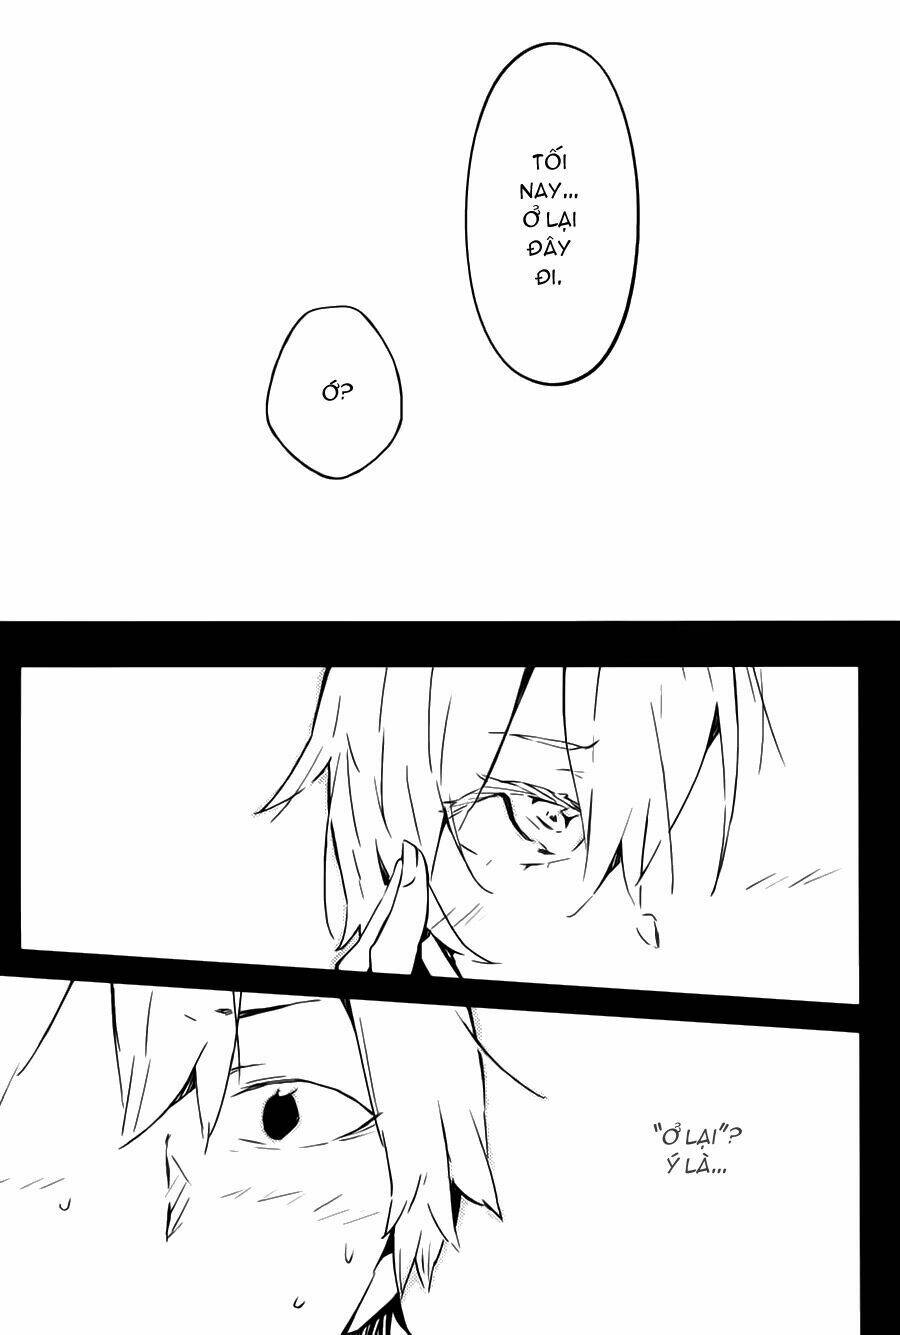 TỐI
NAY...
Ở LẠI
ĐÂY
ĐI.
Ớ?
"Ở LẠI"?
Ý LÀ...